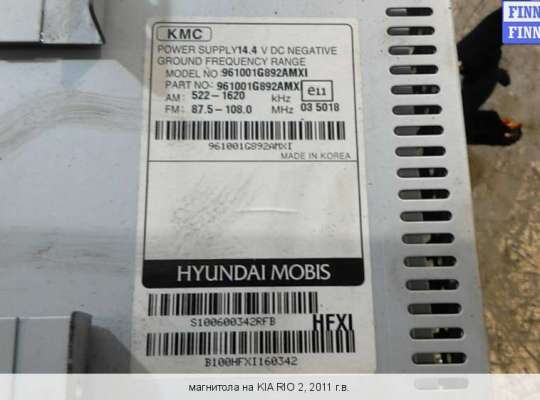 KMC
POWER SUPPLY14.4 V DC NEGATIVE
GROUND FREQUENCY RANGE
MODEL NO 961001G892AMXI
PART NO 961001G892AMXI
AM: 522-1620 kHz
FM: 87.5-108.0 MHz
e11
03 5018
961001G892AMXI
MADE IN KOREA
HYUNDAI MOBIS
S100600342RFB
HFXI
B100HFXI160342
магнитола на KIA RIO 2, 2011 г.в.
FINN
FINN